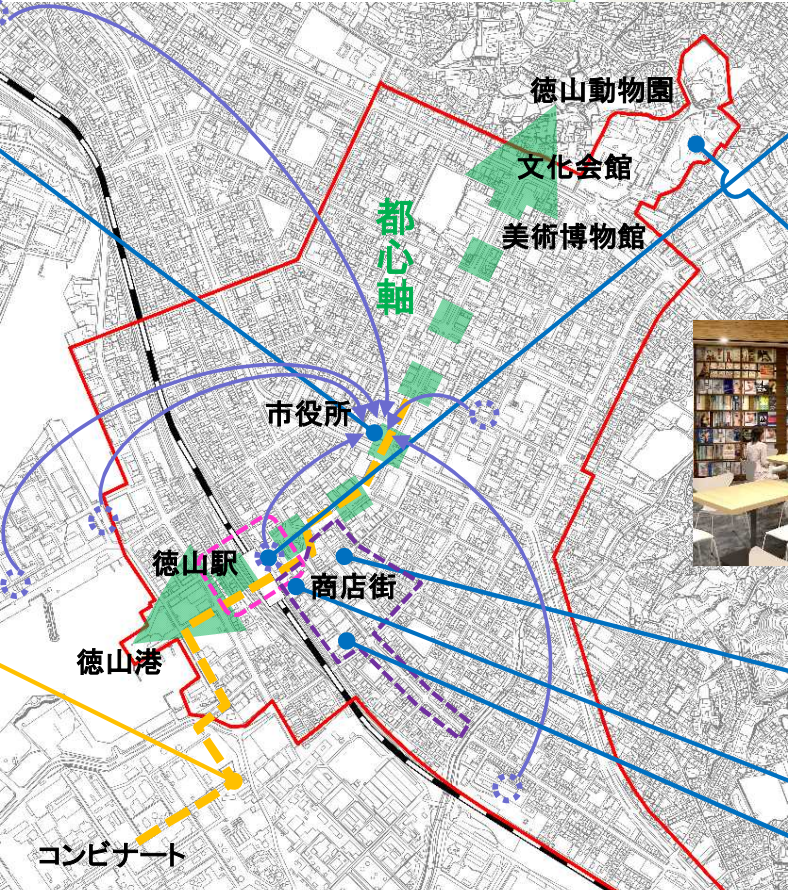 徳山動物園
文化会館
美術博物館
都心軸
市役所
徳山駅
商店街
徳山港
コンビナート